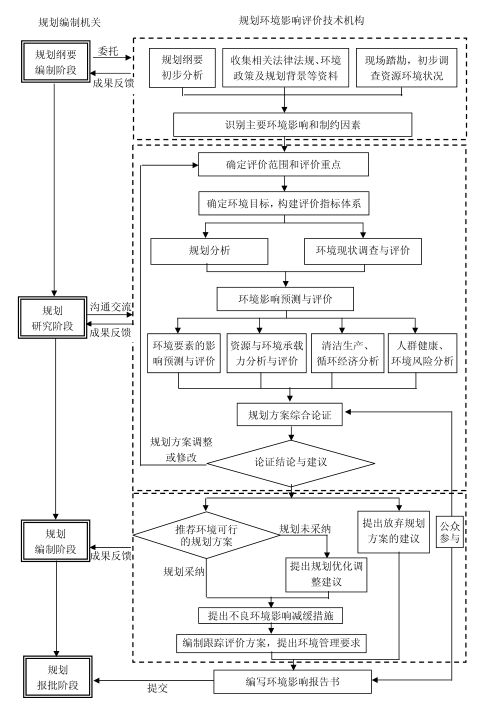 规划编制机关
规划环境影响评价技术机构
规划纲要
编制阶段
委托
成果反馈
规划纲要
初步分析
收集相关法律法规、环境
政策及规划背景等资料
现场踏勘，初步调
查资源环境状况
识别主要环境影响和制约因素
确定评价范围和评价重点
确定环境目标，构建评价指标体系
规划分析
环境现状调查与评价
规划
研究阶段
沟通交流
成果反馈
环境影响预测与评价
环境要素的影
响预测与评价
资源与环境承载
力分析与评价
清洁生产、
循环经济分析
人群健康、
环境风险分析
规划方案综合论证
规划方案调整
或修改
论证结论与建议
规划
编制阶段
成果反馈
推荐环境可行
的规划方案
规划未采纳
规划采纳
提出放弃规划
方案的建议
公众
参与
提出规划优化调
整建议
提出不良环境影响减缓措施
编制跟踪评价方案，提出环境管理要求
规划
报批阶段
提交
编写环境影响报告书